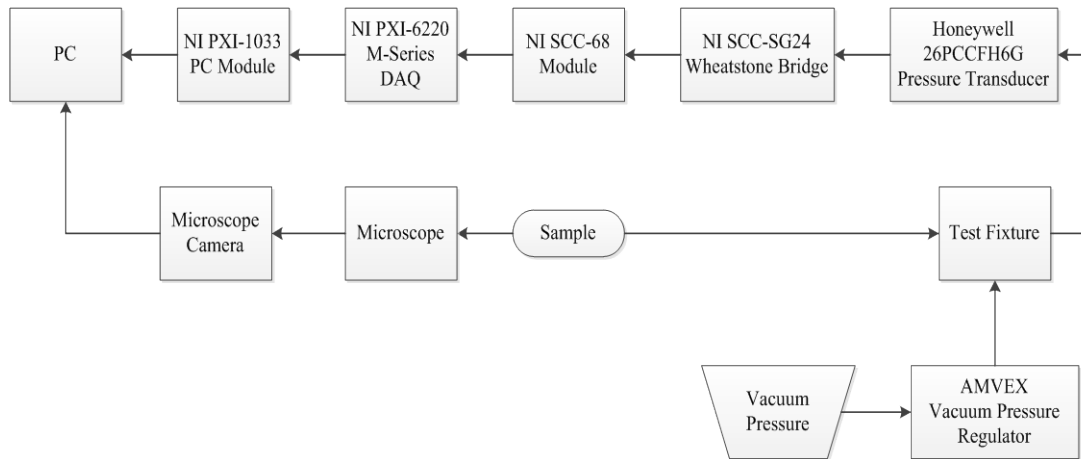 PC
NI PXI-1033
PC Module
NI PXI-6220
M-Series
DAQ
NI SCC-68
Module
NI SCC-SG24
Wheatstone Bridge
Honeywell
26PCCFH6G
Pressure Transducer
Microscope
Camera
Microscope
Sample
Test Fixture
Vacuum
Pressure
AMVEX
Vacuum Pressure
Regulator